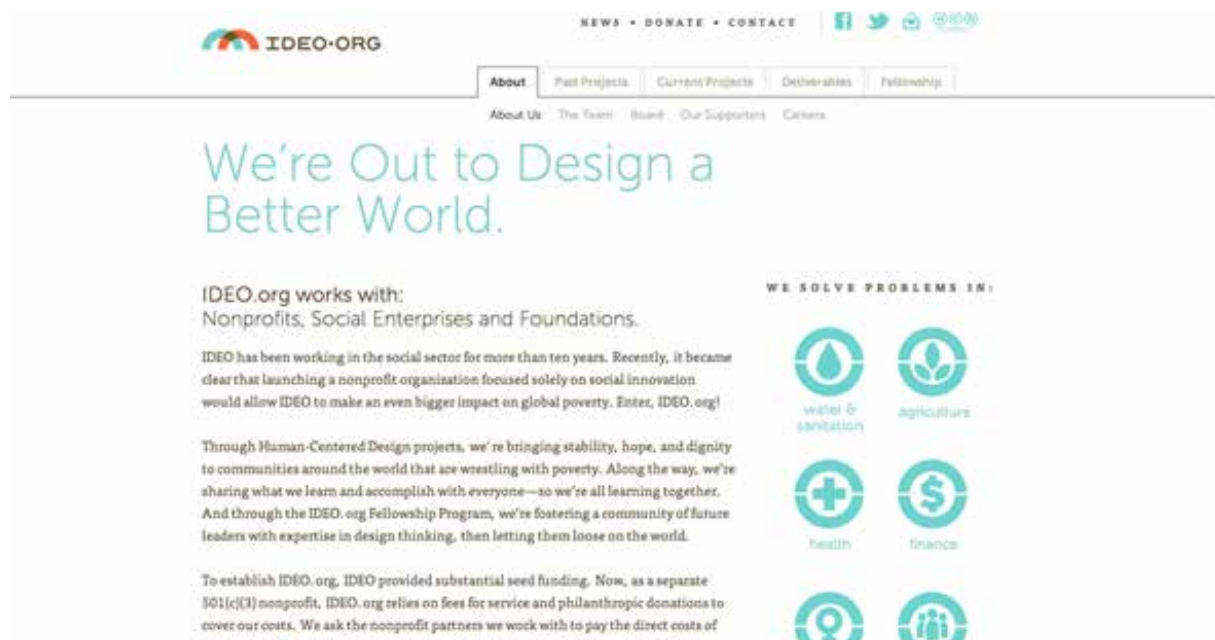 NEWS • DONATE • CONTACT
IDEO•ORG
About Past Projects Current Projects Deliverables Fellowship
About Us The Team Board Our Supporters Careers
We're Out to Design a
Better World.
IDEO.org works with:
Nonprofits, Social Enterprises and Foundations.
IDEO has been working in the social sector for more than ten years. Recently, it became
clear that launching a nonprofit organization focused solely on social innovation
would allow IDEO to make an even bigger impact on global poverty. Enter, IDEO.org!
Through Human-Centered Design projects, we're bringing stability, hope, and dignity
to communities around the world that are wrestling with poverty. Along the way, we're
sharing what we learn and accomplish with everyone—so we're all learning together.
And through the IDEO.org Fellowship Program, we're fostering a community of future
leaders with expertise in design thinking, then letting them loose on the world.
To establish IDEO.org, IDEO provided substantial seed funding. Now, as a separate
501(c)(3) nonprofit, IDEO.org relies on fees for service and philanthropic donations to
cover our costs. We ask the nonprofit partners we work with to pay the direct costs of
WE SOLVE PROBLEMS IN:
water &
sanitation
agriculture
health
$
finance